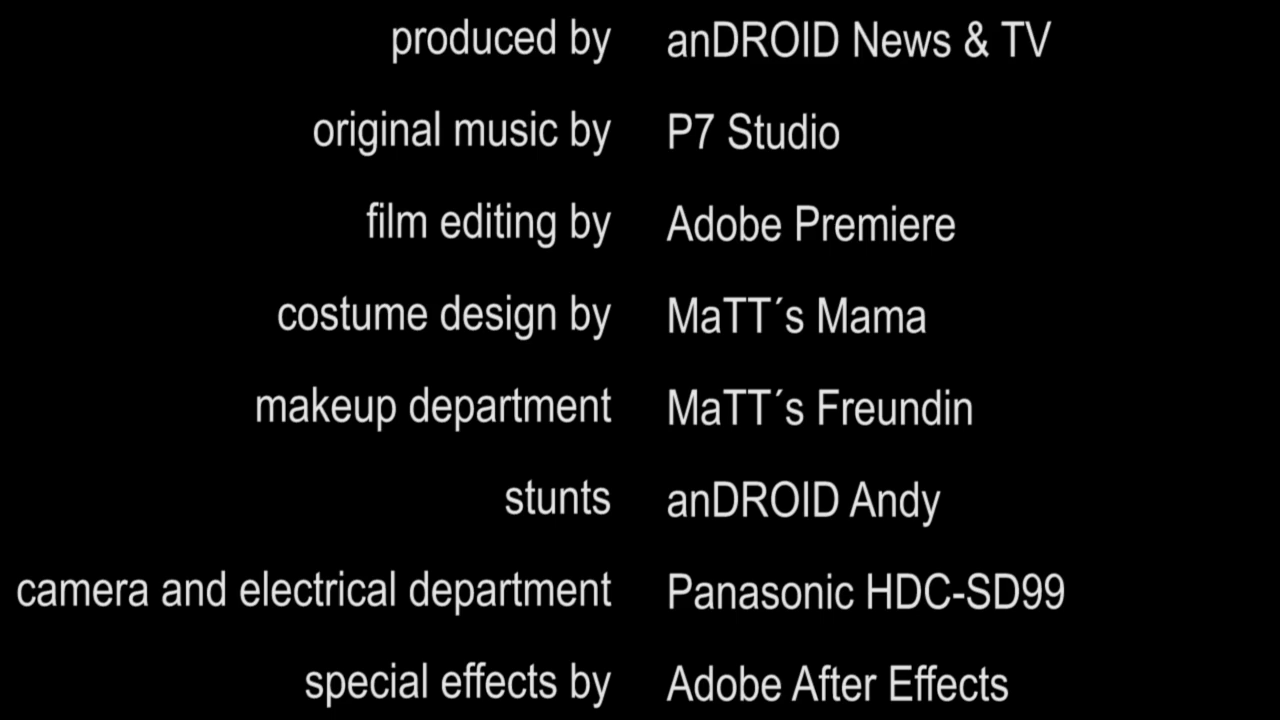 produced by anDROID News & TV
original music by P7 Studio
film editing by Adobe Premiere
costume design by MaTT´s Mama
makeup department MaTT´s Freundin
stunts anDROID Andy
camera and electrical department Panasonic HDC-SD99
special effects by Adobe After Effects